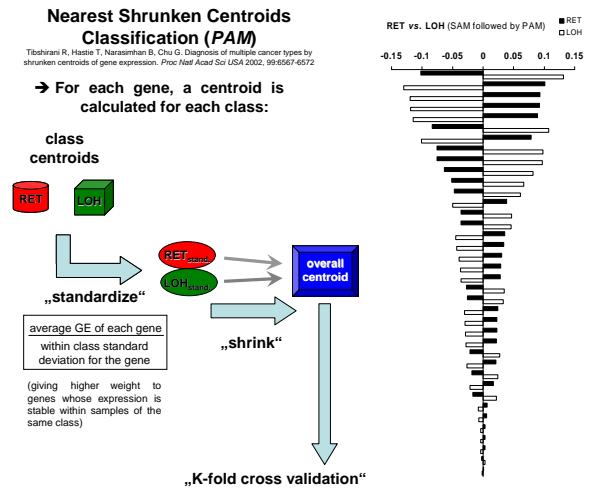 Nearest Shrunken Centroids
Classification (PAM)
Tibshirani R, Hastie T, Narasimhan B, Chu G. Diagnosis of multiple cancer types by
shrunken centroids of gene expression. Proc Natl Acad Sci USA 2002, 99:6567-6572
➔ For each gene, a centroid is
calculated for each class:
class
centroids
RET
LOH
RETstand.
LOHstand.
overall
centroid
„standardize“
„shrink“
average GE of each gene
within class standard
deviation for the gene
(giving higher weight to
genes whose expression is
stable within samples of the
same class)
„K-fold cross validation“
RET vs. LOH (SAM followed by PAM)
RET
LOH
-0.15 -0.1 -0.05 0 0.05 0.1 0.15